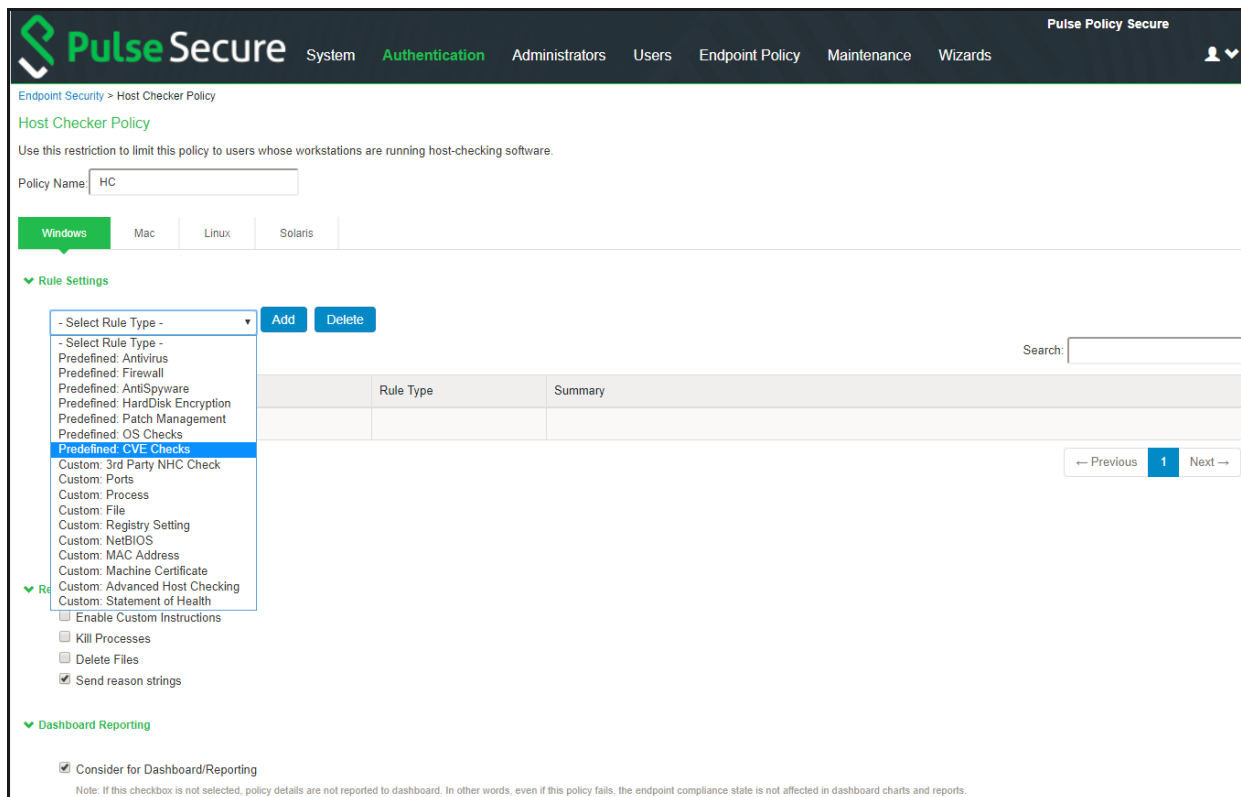 Pulse Policy Secure
Pulse Secure System Authentication Administrators Users Endpoint Policy Maintenance Wizards
Endpoint Security > Host Checker Policy
Host Checker Policy
Use this restriction to limit this policy to users whose workstations are running host-checking software.
Policy Name: HC
Windows Mac Linux Solaris
Rule Settings
- Select Rule Type - Add Delete
- Select Rule Type -
Predefined: Antivirus
Predefined: Firewall
Predefined: AntiSpyware
Predefined: HardDisk Encryption
Predefined: Patch Management
Predefined: OS Checks
Predefined: CVE Checks
Custom: 3rd Party NHC Check
Custom: Ports
Custom: Process
Custom: File
Custom: Registry Setting
Custom: NetBIOS
Custom: MAC Address
Custom: Machine Certificate
Custom: Advanced Host Checking
Custom: Statement of Health
Search:
Rule Type Summary
← Previous 1 Next →
Re
Enable Custom Instructions
Kill Processes
Delete Files
Send reason strings
Dashboard Reporting
Consider for Dashboard/Reporting
Note: If this checkbox is not selected, policy details are not reported to dashboard. In other words, even if this policy fails, the endpoint compliance state is not affected in dashboard charts and reports.